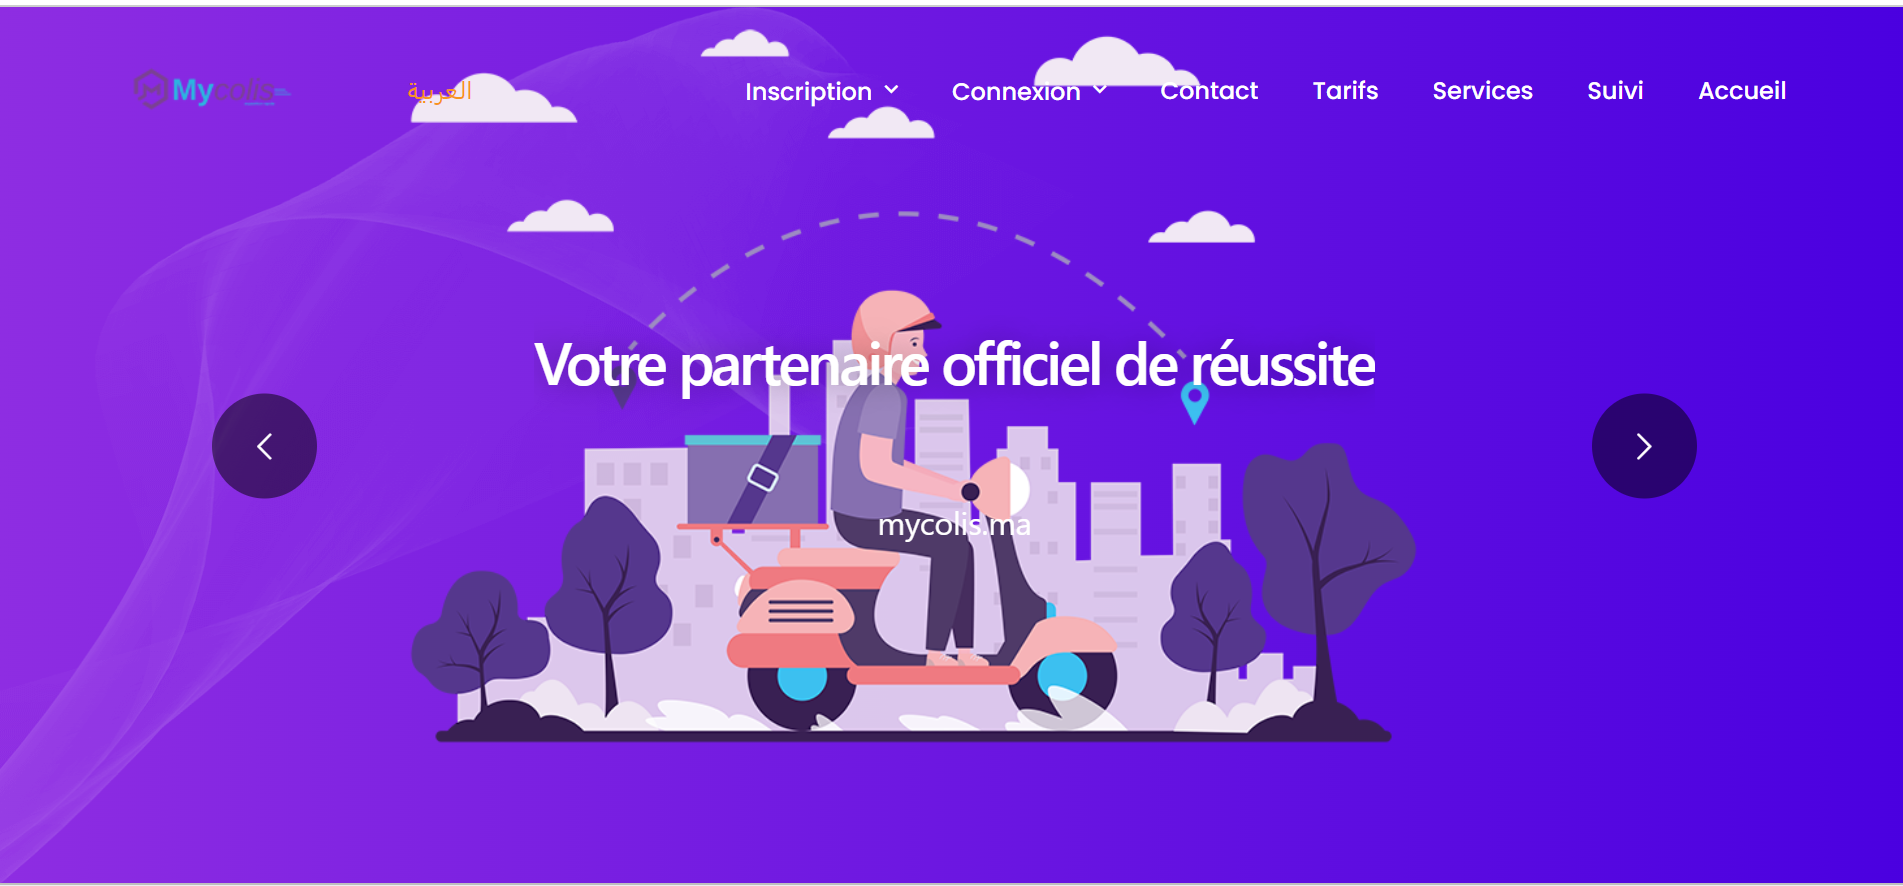 Mycolis
العربية
Inscription
Connexion
Contact
Tarifs
Services
Suivi
Accueil
Votre partenaire officiel de réussite
mycolis.ma